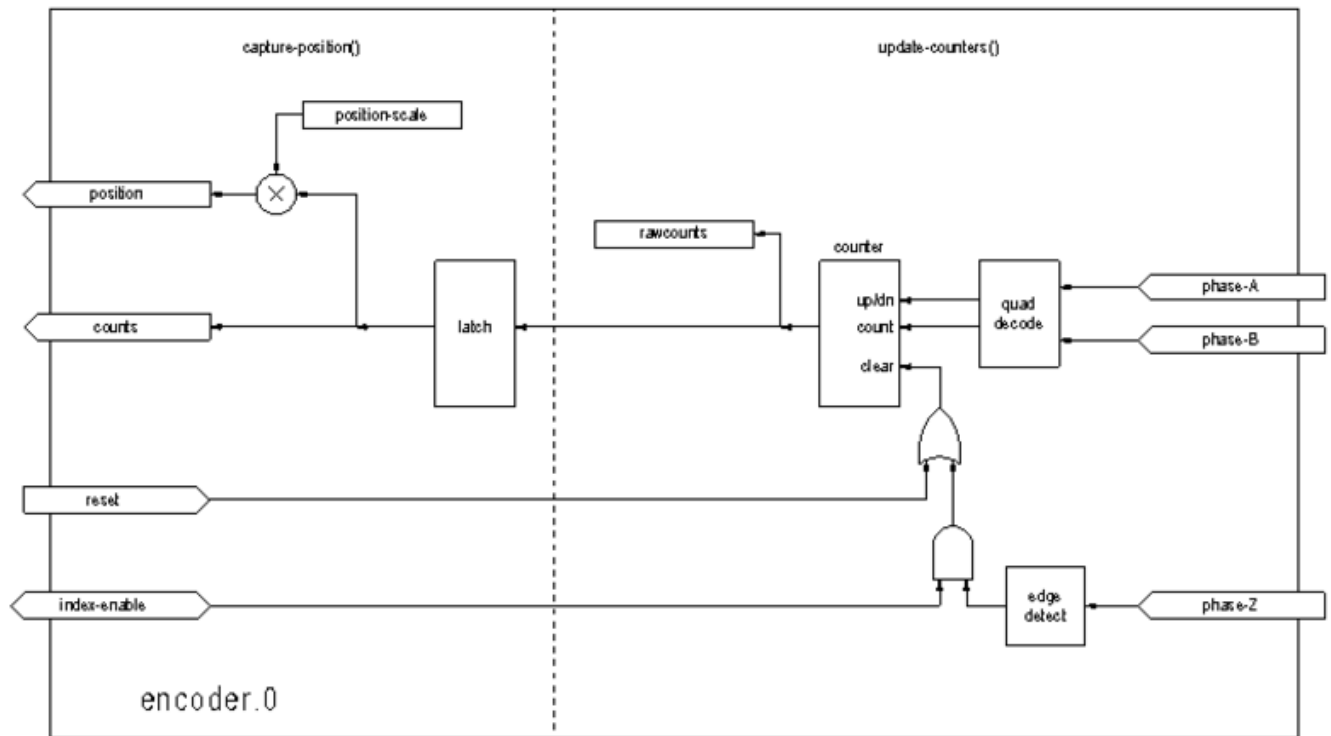 capture-position()
update-counters()
position-scale
position
rawcounts
counter
phase-A
up/dn
quad
decode
counts
latch
count
phase-B
clear
reset
index-enable
edge
detect
phase-Z
encoder.0